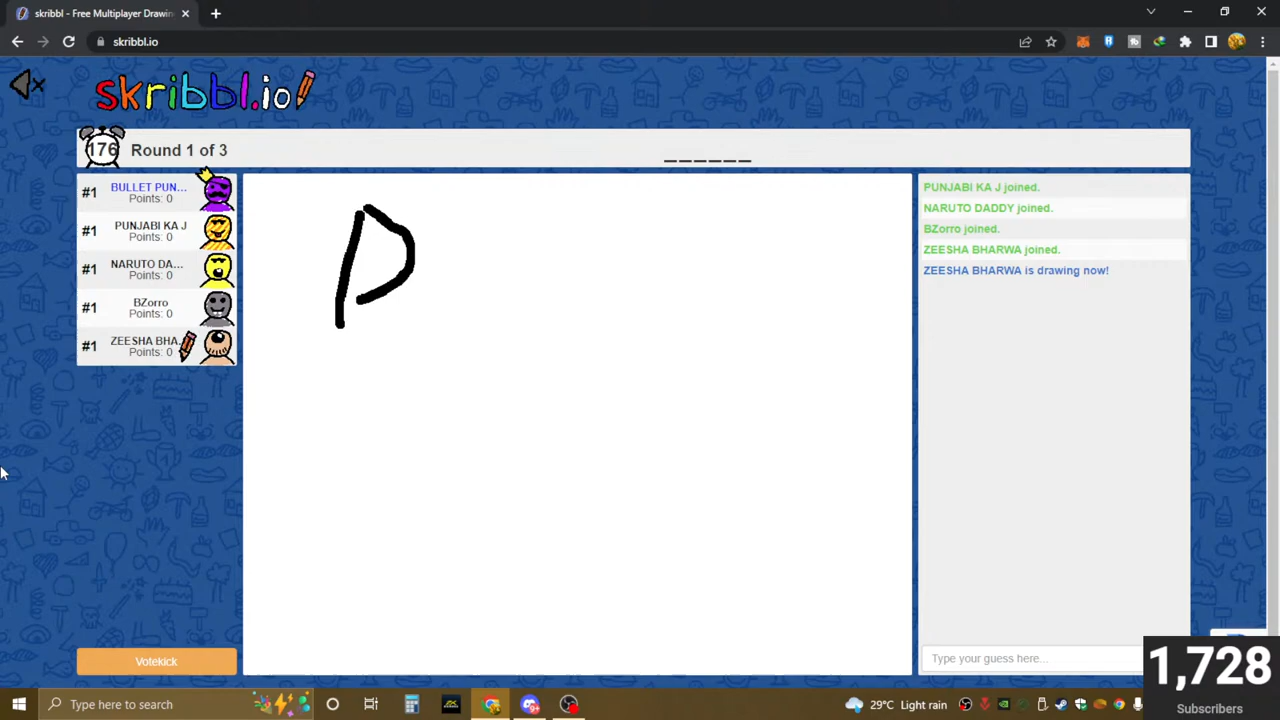 skribbl - Free Multiplayer Drawin
skribbl.io
skribbl.io
176 Round 1 of 3
______
#1 BULLET PUN...
Points: 0
#1 PUNJABI KA J
Points: 0
#1 NARUTO DA...
Points: 0
#1 BZorro
Points: 0
#1 ZEESHA BHA...
Points: 0
D
PUNJABI KA J joined.
NARUTO DADDY joined.
BZorro joined.
ZEESHA BHARWA joined.
ZEESHA BHARWA is drawing now!
Votekick
Type your guess here...
1,728
Subscribers
Type here to search
29°C Light rain